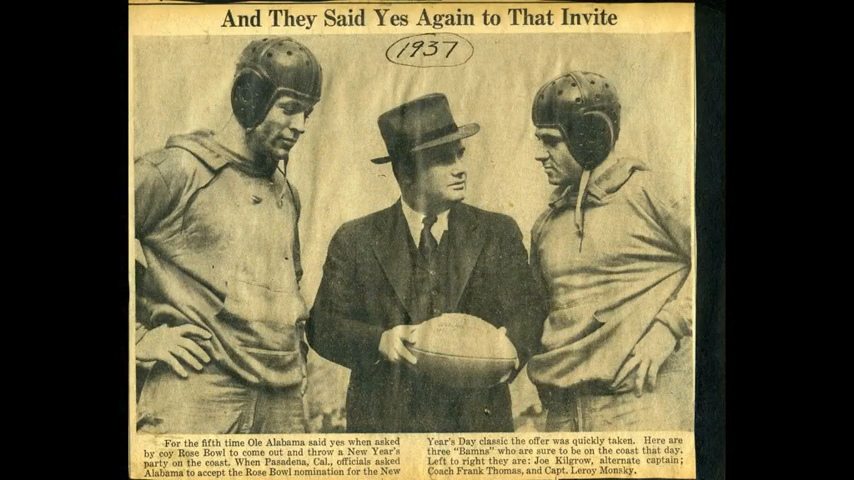 And They Said Yes Again to That Invite
1937
For the fifth time Ole Alabama said yes when asked
by coy Rose Bowl to come out and throw a New Year's
party on the coast. When Pasadena, Cal., officials asked
Alabama to accept the Rose Bowl nomination for the New
Year's Day classic the offer was quickly taken. Here are
three "Bamns" who are sure to be on the coast that day.
Left to right they are: Joe Kilgrow, alternate captain;
Coach Frank Thomas, and Capt. Leroy Monsky.